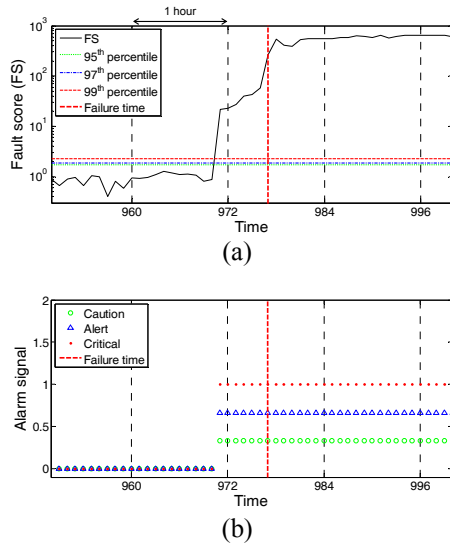 1 hour
10³
10²
10¹
10⁰
Fault score (FS)
FS
95th percentile
97th percentile
99th percentile
Failure time
960 972 984 996
Time
(a)
2
1.5
1
0.5
0
Alarm signal
Caution
Alert
Critical
Failure time
960 972 984 996
Time
(b)